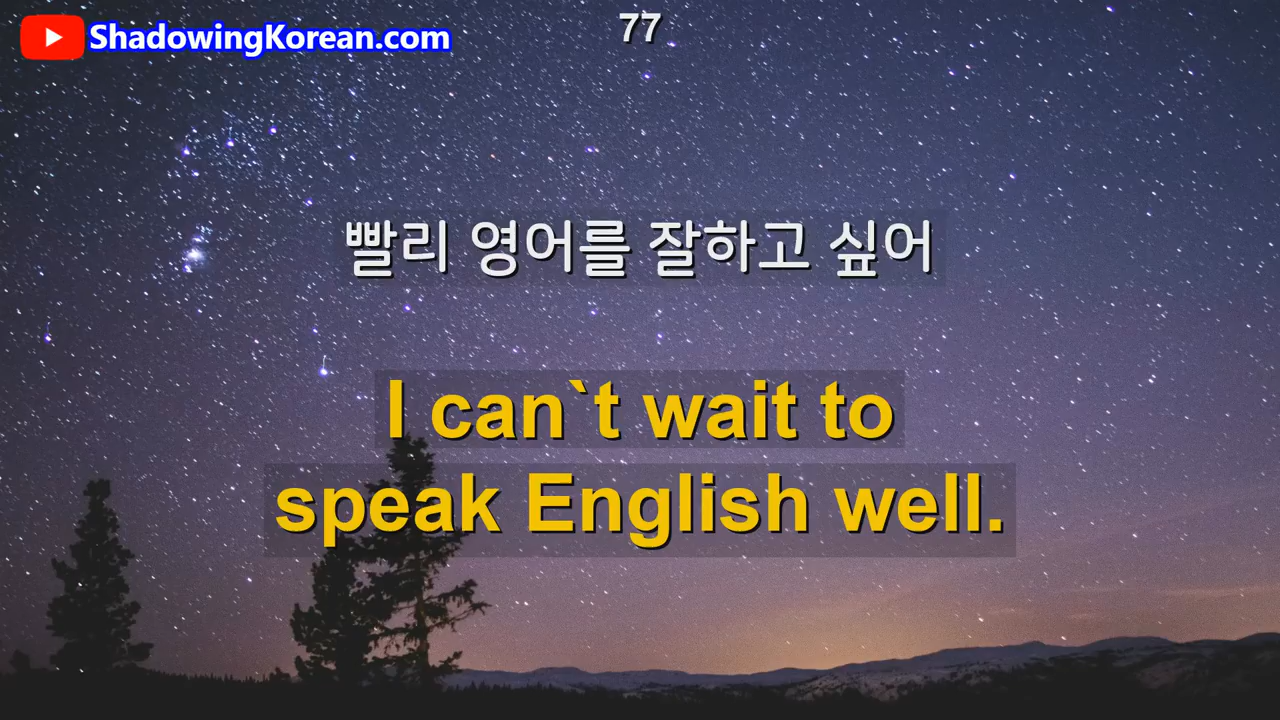 ShadowingKorean.com
77
빨리 영어를 잘하고 싶어
I can`t wait to
speak English well.